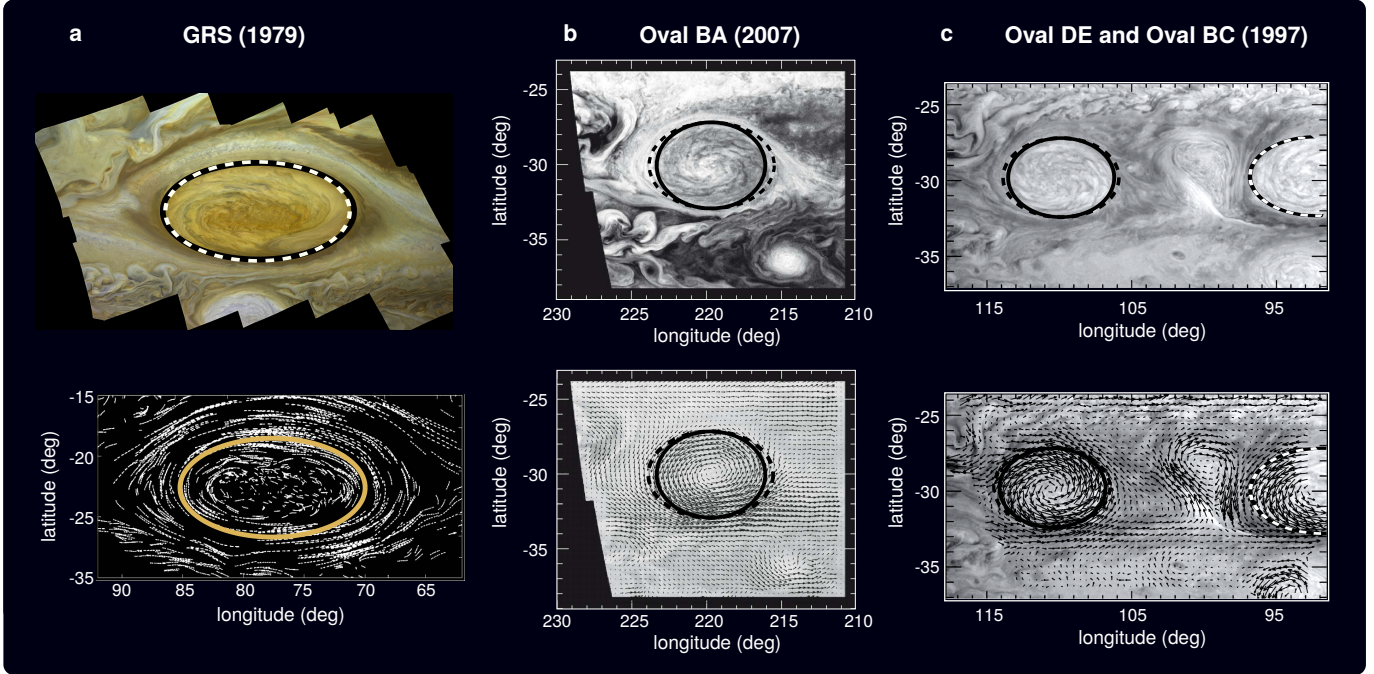 a GRS (1979)
b Oval BA (2007)
c Oval DE and Oval BC (1997)
-25
-30
-35
latitude (deg)
230 225 220 215 210
longitude (deg)
-25
-30
-35
latitude (deg)
115 105 95
longitude (deg)
-15
-20
-25
-35
latitude (deg)
90 85 80 75 70 65
longitude (deg)
-25
-30
-35
latitude (deg)
230 225 220 215 210
longitude (deg)
-25
-30
-35
latitude (deg)
115 105 95
longitude (deg)